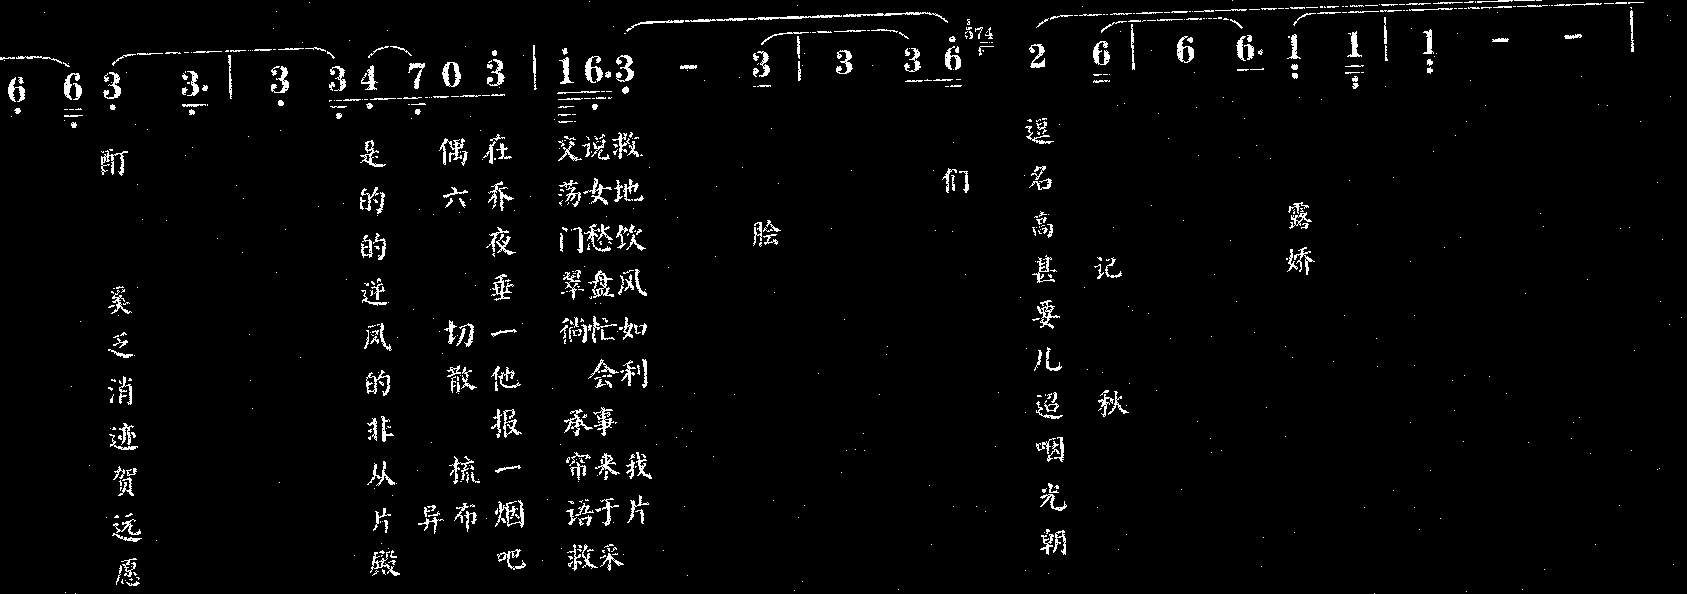 6 6 3 3. | 3 3 4 7 0 3 | 1 6. 3 - 3 | 3 3 6 574 2 6 | 6 6. 1 1 | 1 - - |
酊 是 偶 在 交 说 救 逗
的 六 乔 荡 女 地 们 名
的 夜 门 愁 饮 脍 高 露
奚 逆 垂 翠 盘 风 甚 记 娇
乏 凤 切 一 徜 忙 如 要
消 的 散 他 会 利 儿
迹 非 报 承 事 迢 秋
贺 从 梳 一 帘 来 我 咽
远 片 异 布 烟 语 于 片 光
愿 殿 吧 救 采 朝